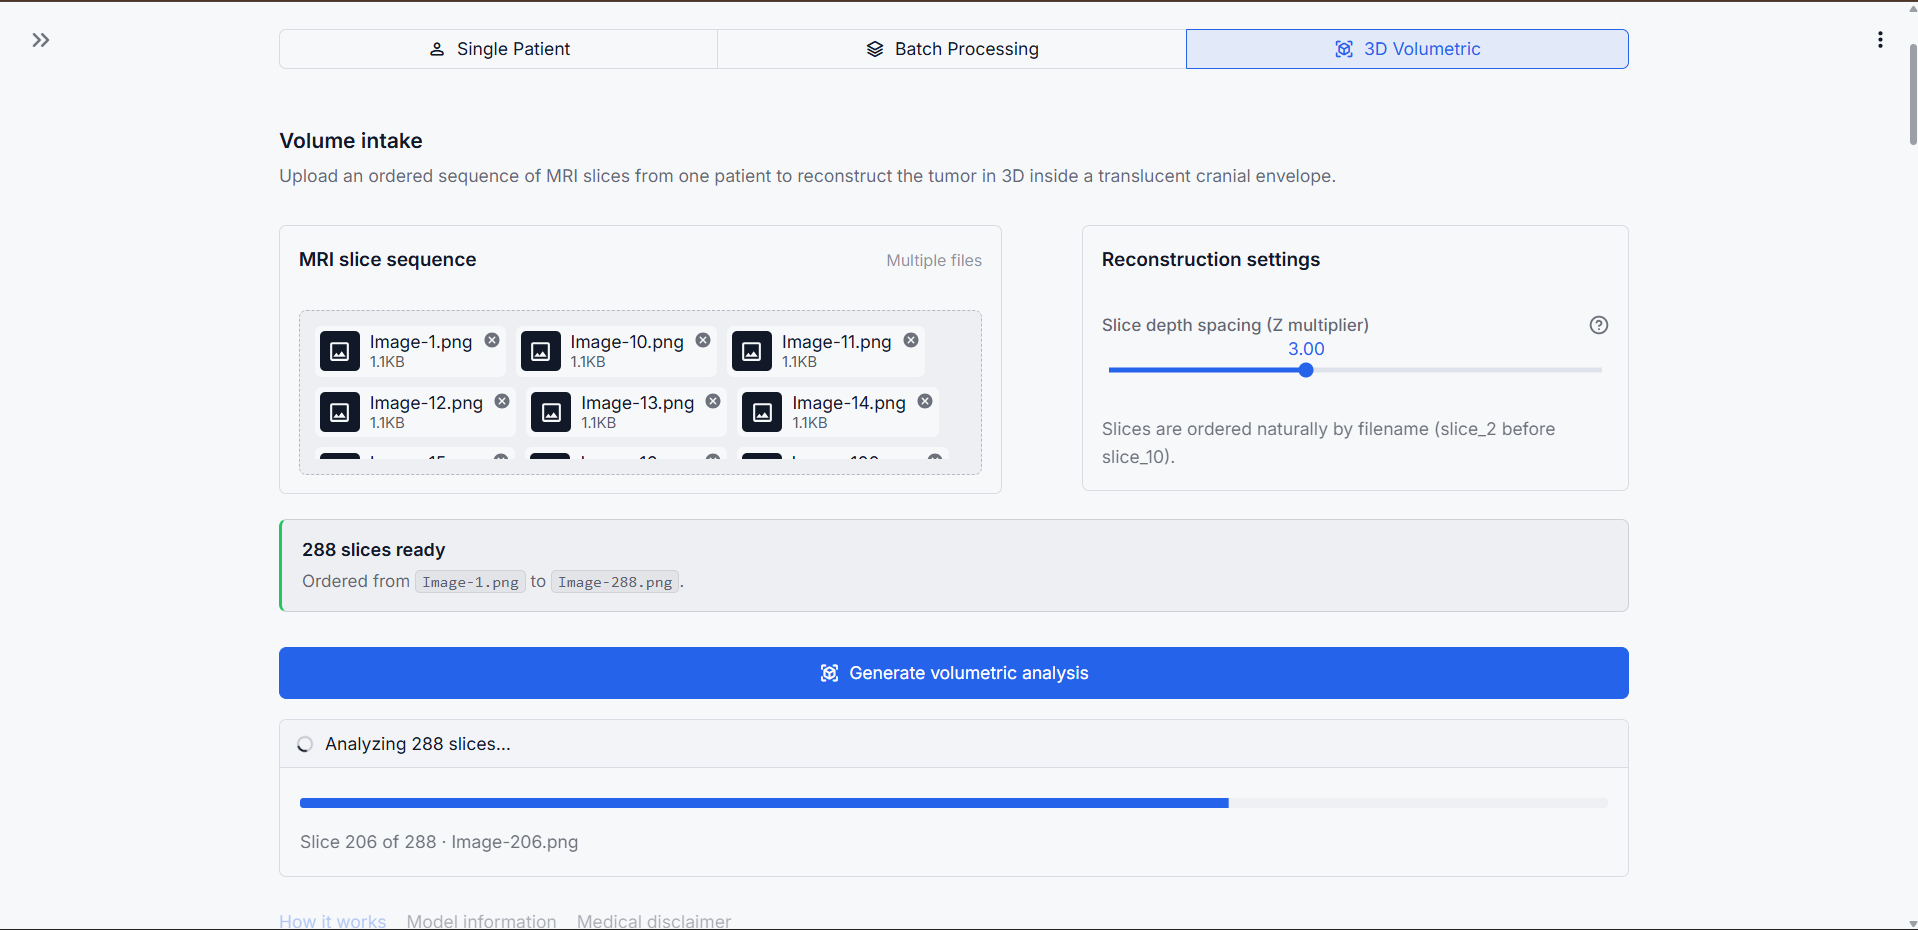 Single Patient
Batch Processing
3D Volumetric
Volume intake
Upload an ordered sequence of MRI slices from one patient to reconstruct the tumor in 3D inside a translucent cranial envelope.
MRI slice sequence
Multiple files
Image-1.png
1.1KB
Image-10.png
1.1KB
Image-11.png
1.1KB
Image-12.png
1.1KB
Image-13.png
1.1KB
Image-14.png
1.1KB
Reconstruction settings
Slice depth spacing (Z multiplier)
3.00
Slices are ordered naturally by filename (slice_2 before
slice_10).
288 slices ready
Ordered from Image-1.png to Image-288.png.
Generate volumetric analysis
Analyzing 288 slices...
Slice 206 of 288 · Image-206.png
How it works
Model information
Medical disclaimer